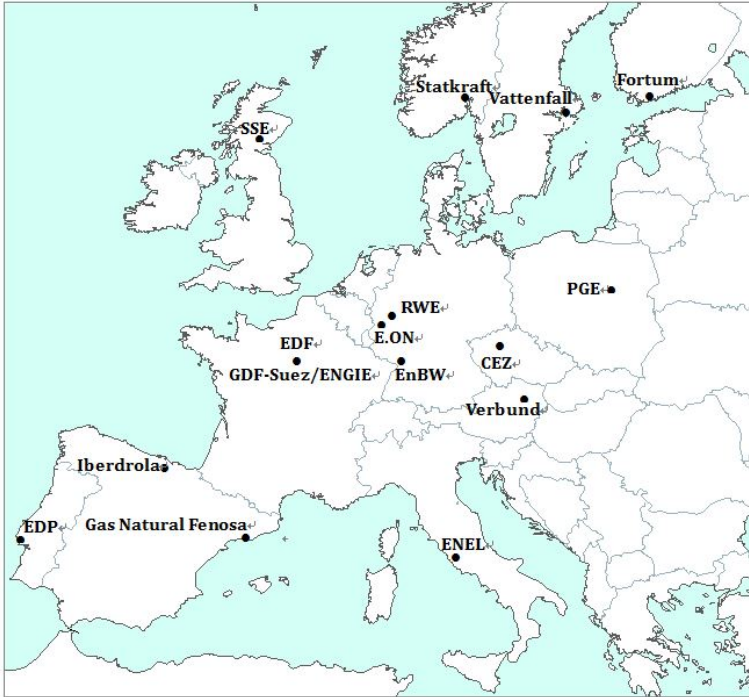 Fortum
Statkraft
Vattenfall
SSE
PGE
RWE
E.ON
EDF
GDF-Suez/ENGIE
EnBW
CEZ
Verbund
Iberdrola
EDP
Gas Natural Fenosa
ENEL